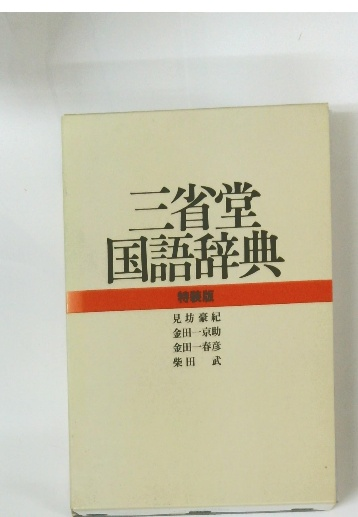 三省堂
国語辞典
特装版
見坊豪紀
金田一京助
金田一春彦
柴田武